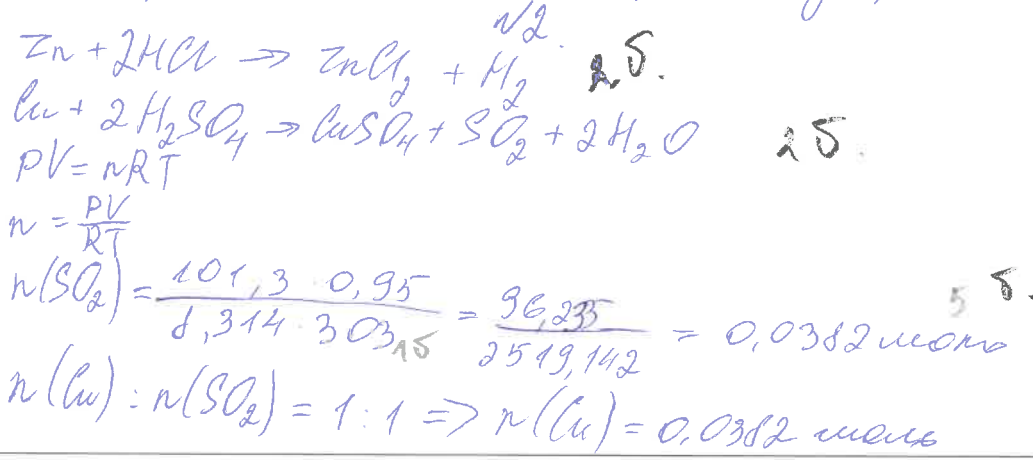 №2.
Zn + 2HCl → ZnCl₂ + H₂ 2б.
Cu + 2H₂SO₄ → CuSO₄ + SO₂ + 2H₂O 2б.
PV = nRT
n = PV/RT
n(SO₂) = (101,3 · 0,95)/(8,314 · 303) 1б = 96,235/2519,142 = 0,0382 моль 5 б.
n(Cu) : n(SO₂) = 1 : 1 => n(Cu) = 0,0382 моль